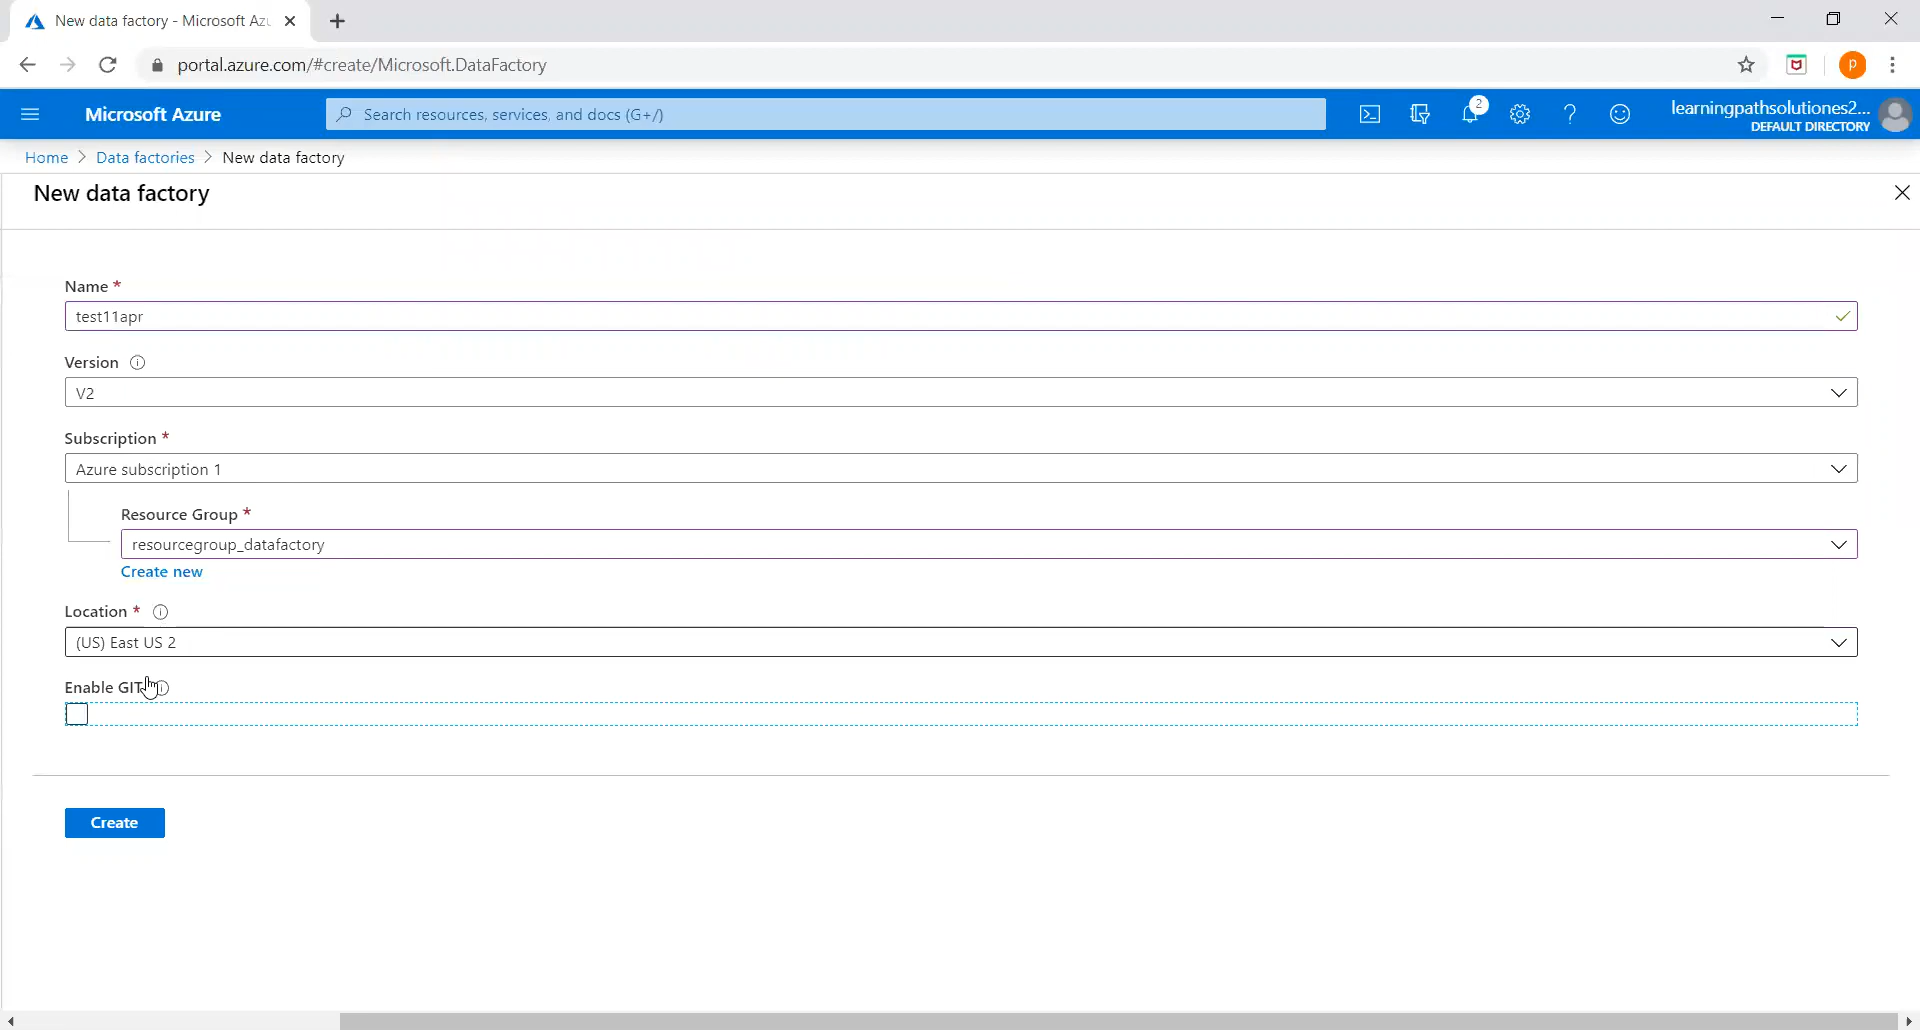 New data factory - Microsoft Azu
portal.azure.com/#create/Microsoft.DataFactory
P
Microsoft Azure
Search resources, services, and docs (G+/)
2
learningpathsolutiones2...
DEFAULT DIRECTORY
Home > Data factories > New data factory
New data factory
Name *
test11apr
Version
V2
Subscription *
Azure subscription 1
Resource Group *
resourcegroup_datafactory
Create new
Location *
(US) East US 2
Enable GIT
Create